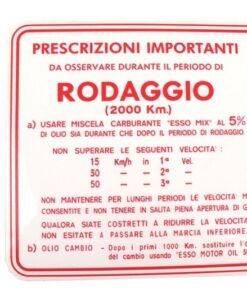 PRESCRIZIONI IMPORTANTI
DA OSSERVARE DURANTE IL PERIODO DI
RODAGGIO
(2000 Km.)
a) USARE MISCELA CARBURANTE "ESSO MIX" AL 5%
DI OLIO SIA DURANTE CHE DOPO IL PERIODO DI RODAGGIO.
NON SUPERARE LE SEGUENTI VELOCITA':
15 Km/h in 1ª Vel.
30 — — 2ª —
50 — — 3ª —
NON MANTENERE PER LUNGHI PERIODI LE VELOCITA' M
CONSENTITE E NON TENERE IN SALITA PIENA APERTURA DI G
QUALORA SIATE COSTRETTI A RIDURRE LA VELOCITA'
NON ESITATE A PASSARE ALLA MARCIA INFERIORE.
b) OLIO CAMBIO - Dopo i primi 1000 Km. sostituire l'o
del cambio usando "ESSO MOTOR OIL 5